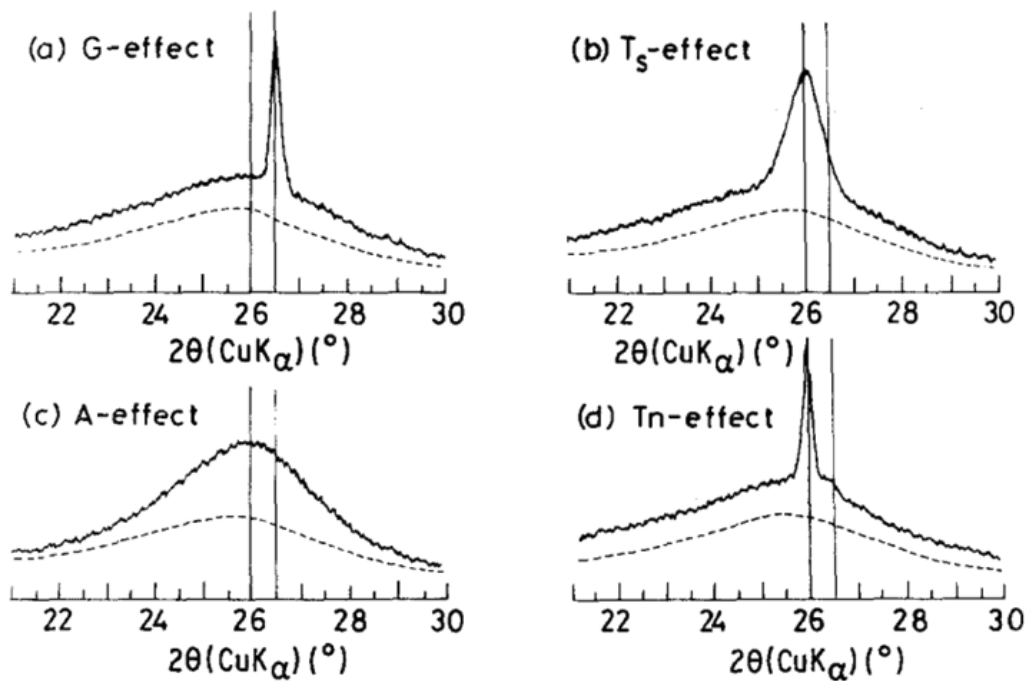 (a) G-effect
22 24 26 28 30
2θ(CuKα)(°)
(b) Tₛ-effect
22 24 26 28 30
2θ(CuKα)(°)
(c) A-effect
22 24 26 28 30
2θ(CuKα)(°)
(d) Tn-effect
22 24 26 28 30
2θ(CuKα)(°)